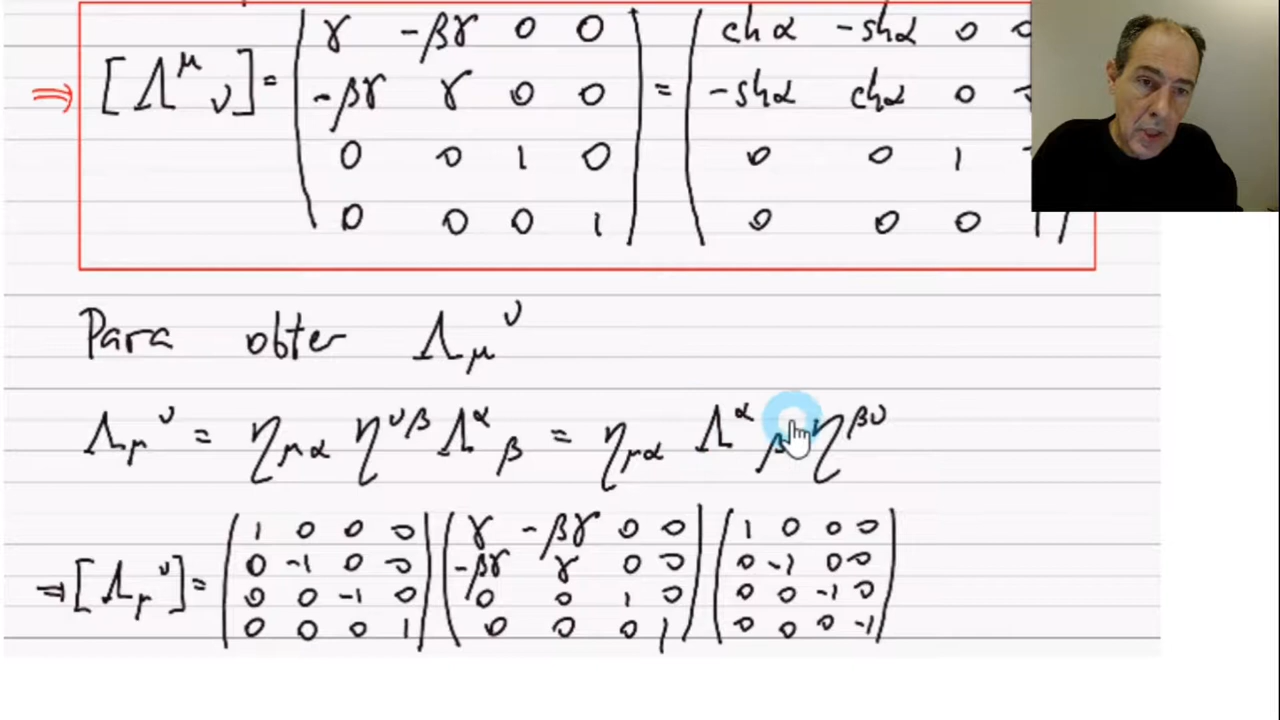 ⇒ [Λ^μ_ν] = ( γ -βγ 0 0 ; -βγ γ 0 0 ; 0 0 1 0 ; 0 0 0 1 ) = ( chα -shα 0 0 ; -shα chα 0 ; 0 0 1 ; 0 0 0 1 )
Para obter Λ_μ^ν
Λ_μ^ν = η_μα η^νβ Λ^α_β = η_μα Λ^α_β η^βν
⇒ [Λ_μ^ν] = ( 1 0 0 0 ; 0 -1 0 0 ; 0 0 -1 0 ; 0 0 0 1 ) ( γ -βγ 0 0 ; -βγ γ 0 0 ; 0 0 1 0 ; 0 0 0 1 ) ( 1 0 0 0 ; 0 -1 0 0 ; 0 0 -1 0 ; 0 0 0 -1 )